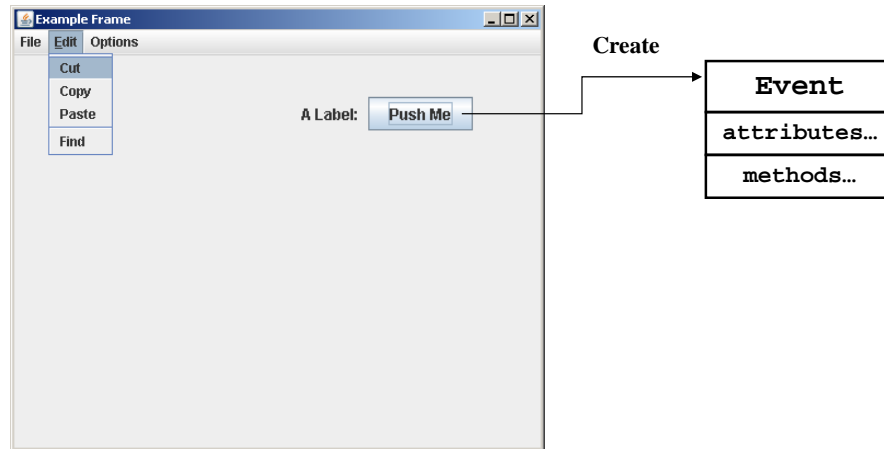 Example Frame
File Edit Options
Cut
Copy
Paste
Find
A Label: Push Me
Create
Event
attributes…
methods…